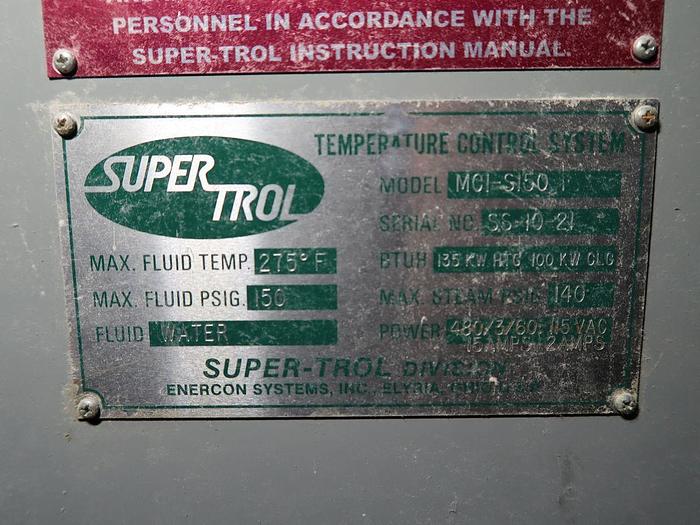 PERSONNEL IN ACCORDANCE WITH THE
SUPER-TROL INSTRUCTION MANUAL.
SUPER TROL
TEMPERATURE CONTROL SYSTEM
MODEL MCI-S150
SERIAL NO. SS-10-21
MAX. FLUID TEMP. 275°F
BTUH 135 KW HTG 100 KW CLG
MAX. FLUID PSIG. 150
MAX. STEAM PSIG. 140
FLUID WATER
POWER 480/3/60; 115 VAC
15 AMPS; 2 AMPS
SUPER-TROL DIVISION
ENERCON SYSTEMS, INC., ELYRIA, OHIO